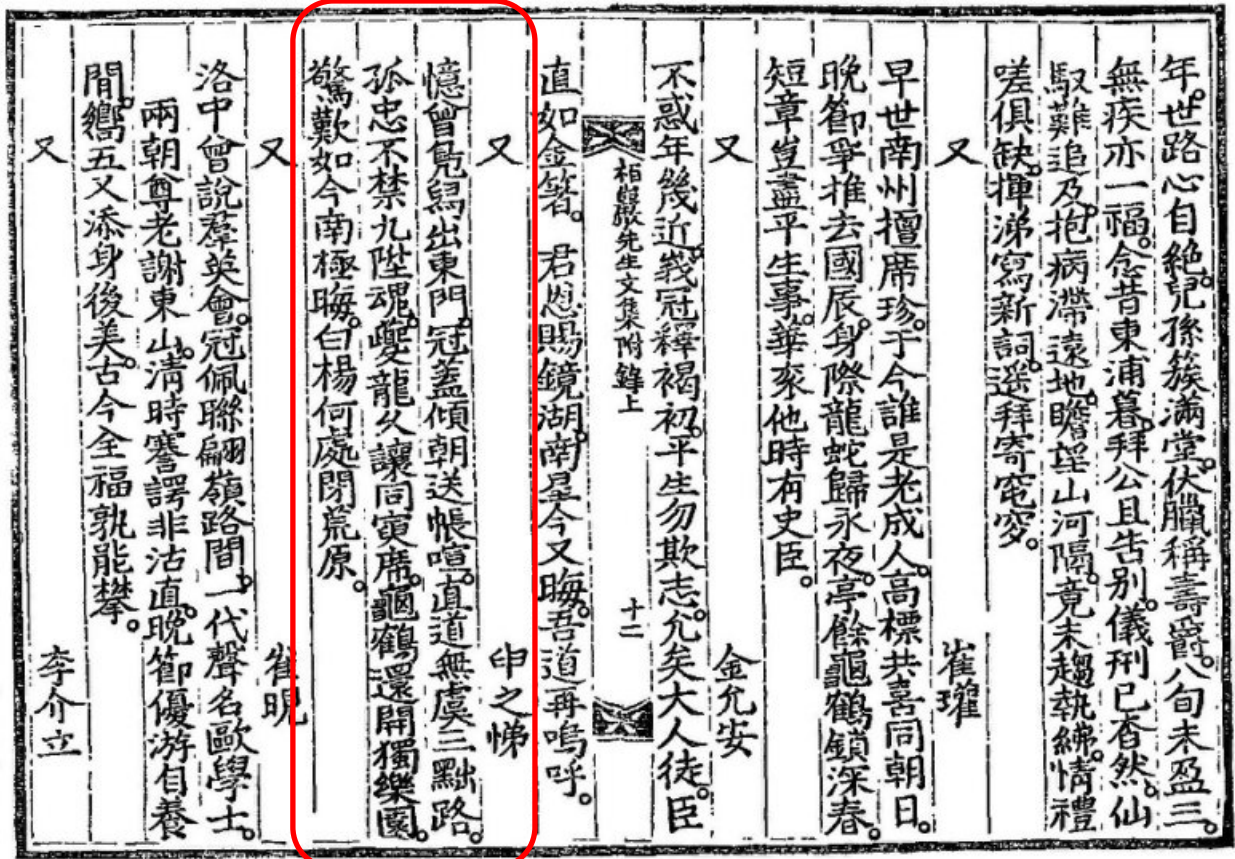 年。世路心自絶。兒孫簇滿堂。伏臘稱壽爵。八旬未盈三。
無疾亦一福。念昔東浦暮。拜公且告別。儀刑已杳然。仙
馭難追及。抱病滯遠地。瞻望山河隔。竟未趨執紼。情禮
嗟俱缺。揮涕寫新詞。遥拜寄窀穸。
又 崔瓘
早世南州擅席珍。于今誰是老成人。高標共喜同朝日。
晩節爭推去國辰。身際龍蛇歸永夜。亭餘龜鶴鎖深春。
短章豈盡平生事。華衮他時有史臣。
又 金允安
不惑年幾近。峩冠釋褐初。平生勿欺志。允矣大人徒。臣
栢巖先生文集附錄上 十二
直如金箸。君恩賜鏡湖。南星今又晦。吾道再嗚呼。
又 申之悌
憶曾鳧舃出東門。冠盖傾朝送帳喧。直道無虞三黜路。
孤忠不禁九陛魂。夔龍久讓同寅席。龜鶴還開獨樂園。
驚歎如今南極晦。白楊何處閉荒原。
又 崔晛
洛中曾說羣英會。冠佩聯翩嶺路間。一代聲名歐學士。
兩朝尊老謝東山。淸時謇諤非沽直。晩節優游自養
閒。嚮五又添身後美。古今全福孰能攀。
又 李介立